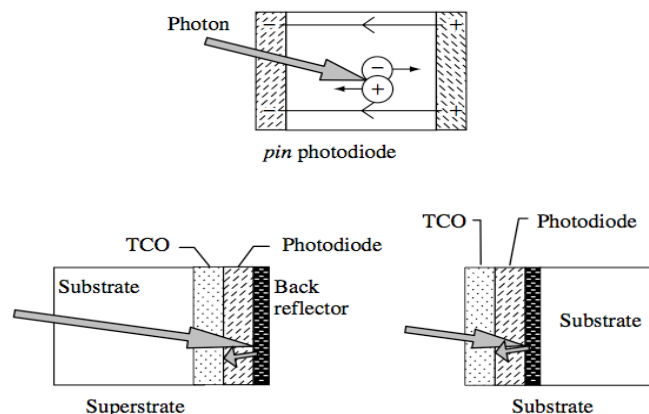 Photon
− +
−
+
− +
pin photodiode
TCO Photodiode
Substrate
Back
reflector
Superstrate
TCO Photodiode
Substrate
Substrate